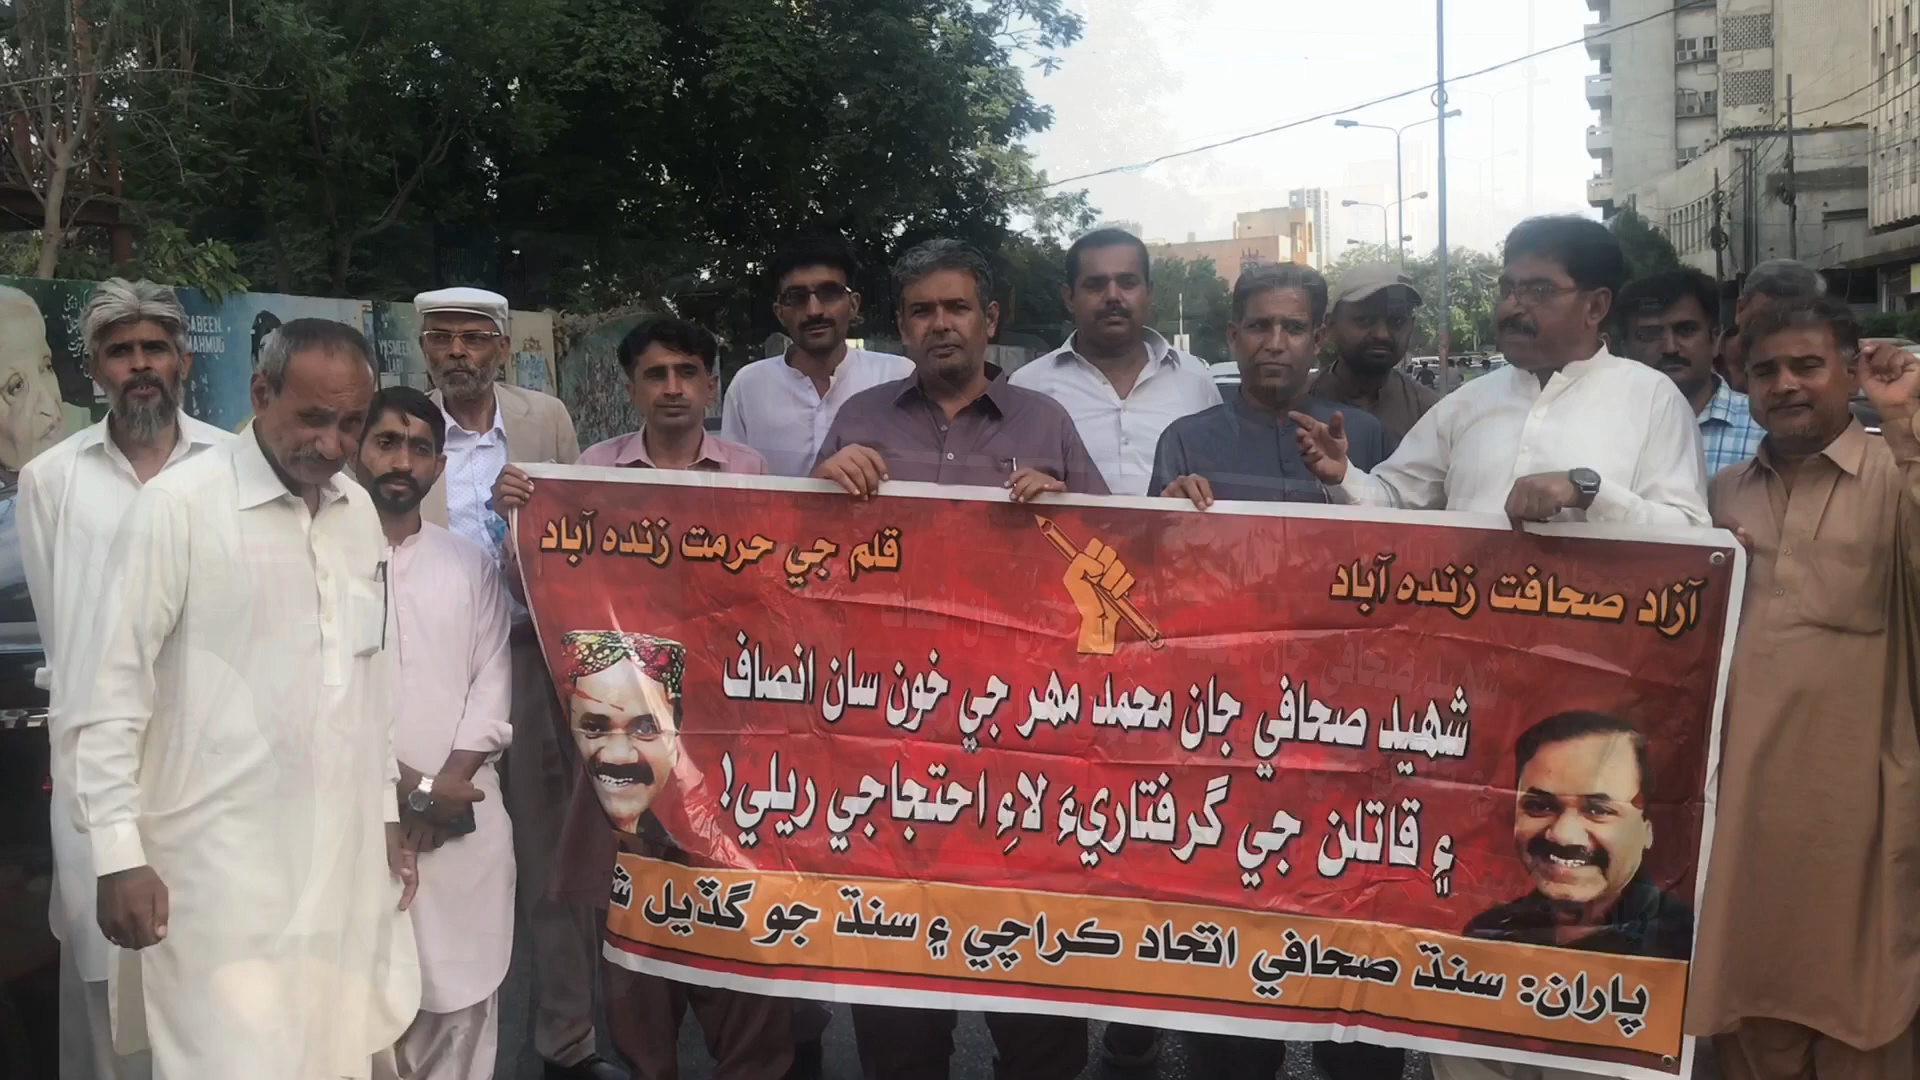 آزاد صحافت زنده آباد
قلم جي حرمت زنده آباد
شهيد صحافي جان محمد مهر جي خون سان انصاف
۽ قاتلن جي گرفتاريءَ لاءِ احتجاجي ريلي!
پاران: سنڌ صحافي اتحاد ڪراچي ۽ سنڌ جو گڏيل
SABEEN
MAHMUD